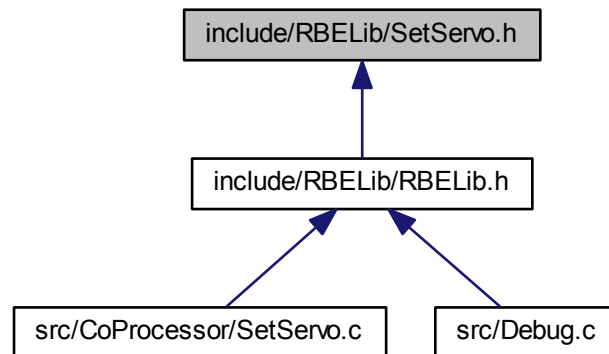 include/RBELib/SetServo.h
include/RBELib/RBELib.h
src/CoProcessor/SetServo.c
src/Debug.c